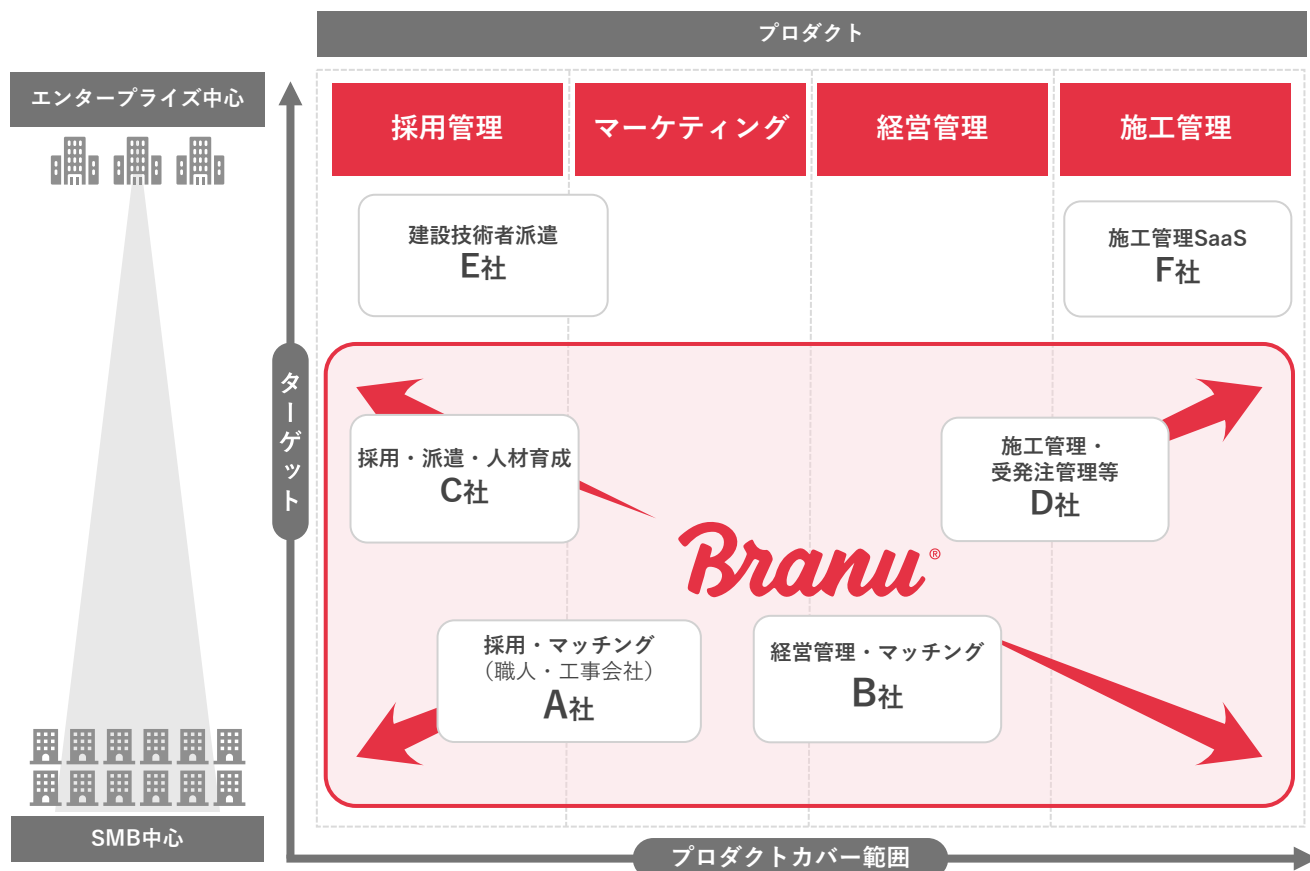 プロダクト
エンタープライズ中心
採用管理
マーケティング
経営管理
施工管理
建設技術者派遣
E社
施工管理SaaS
F社
ターゲット
採用・派遣・人材育成
C社
施工管理・
受発注管理等
D社
Branu®
採用・マッチング
（職人・工事会社）
A社
経営管理・マッチング
B社
SMB中心
プロダクトカバー範囲